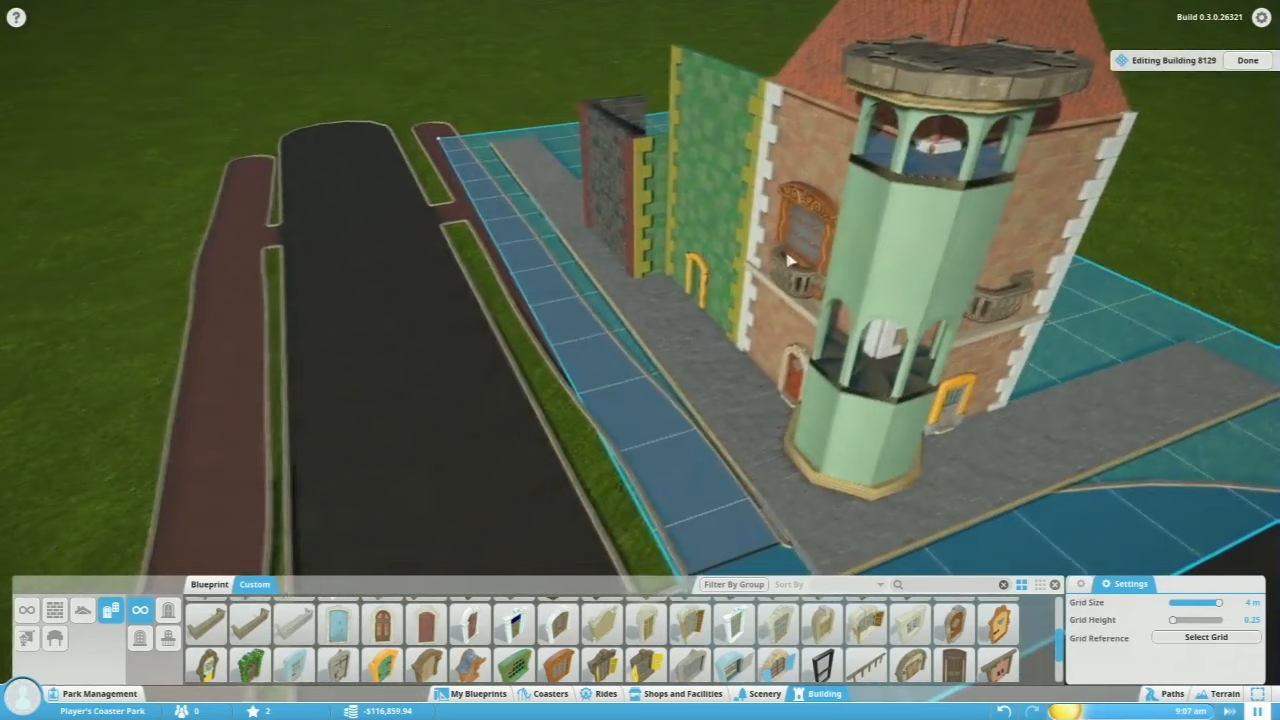 ?
Build 0.3.0.26321
Editing Building 8129 Done
Blueprint Custom Filter By Group Sort By
Settings
Grid Size 4 m
Grid Height 0.25
Grid Reference Select Grid
Park Management My Blueprints Coasters Rides Shops and Facilities Scenery Building Paths Terrain
Player's Coaster Park 0 2 -$116,859.94 9:07 am